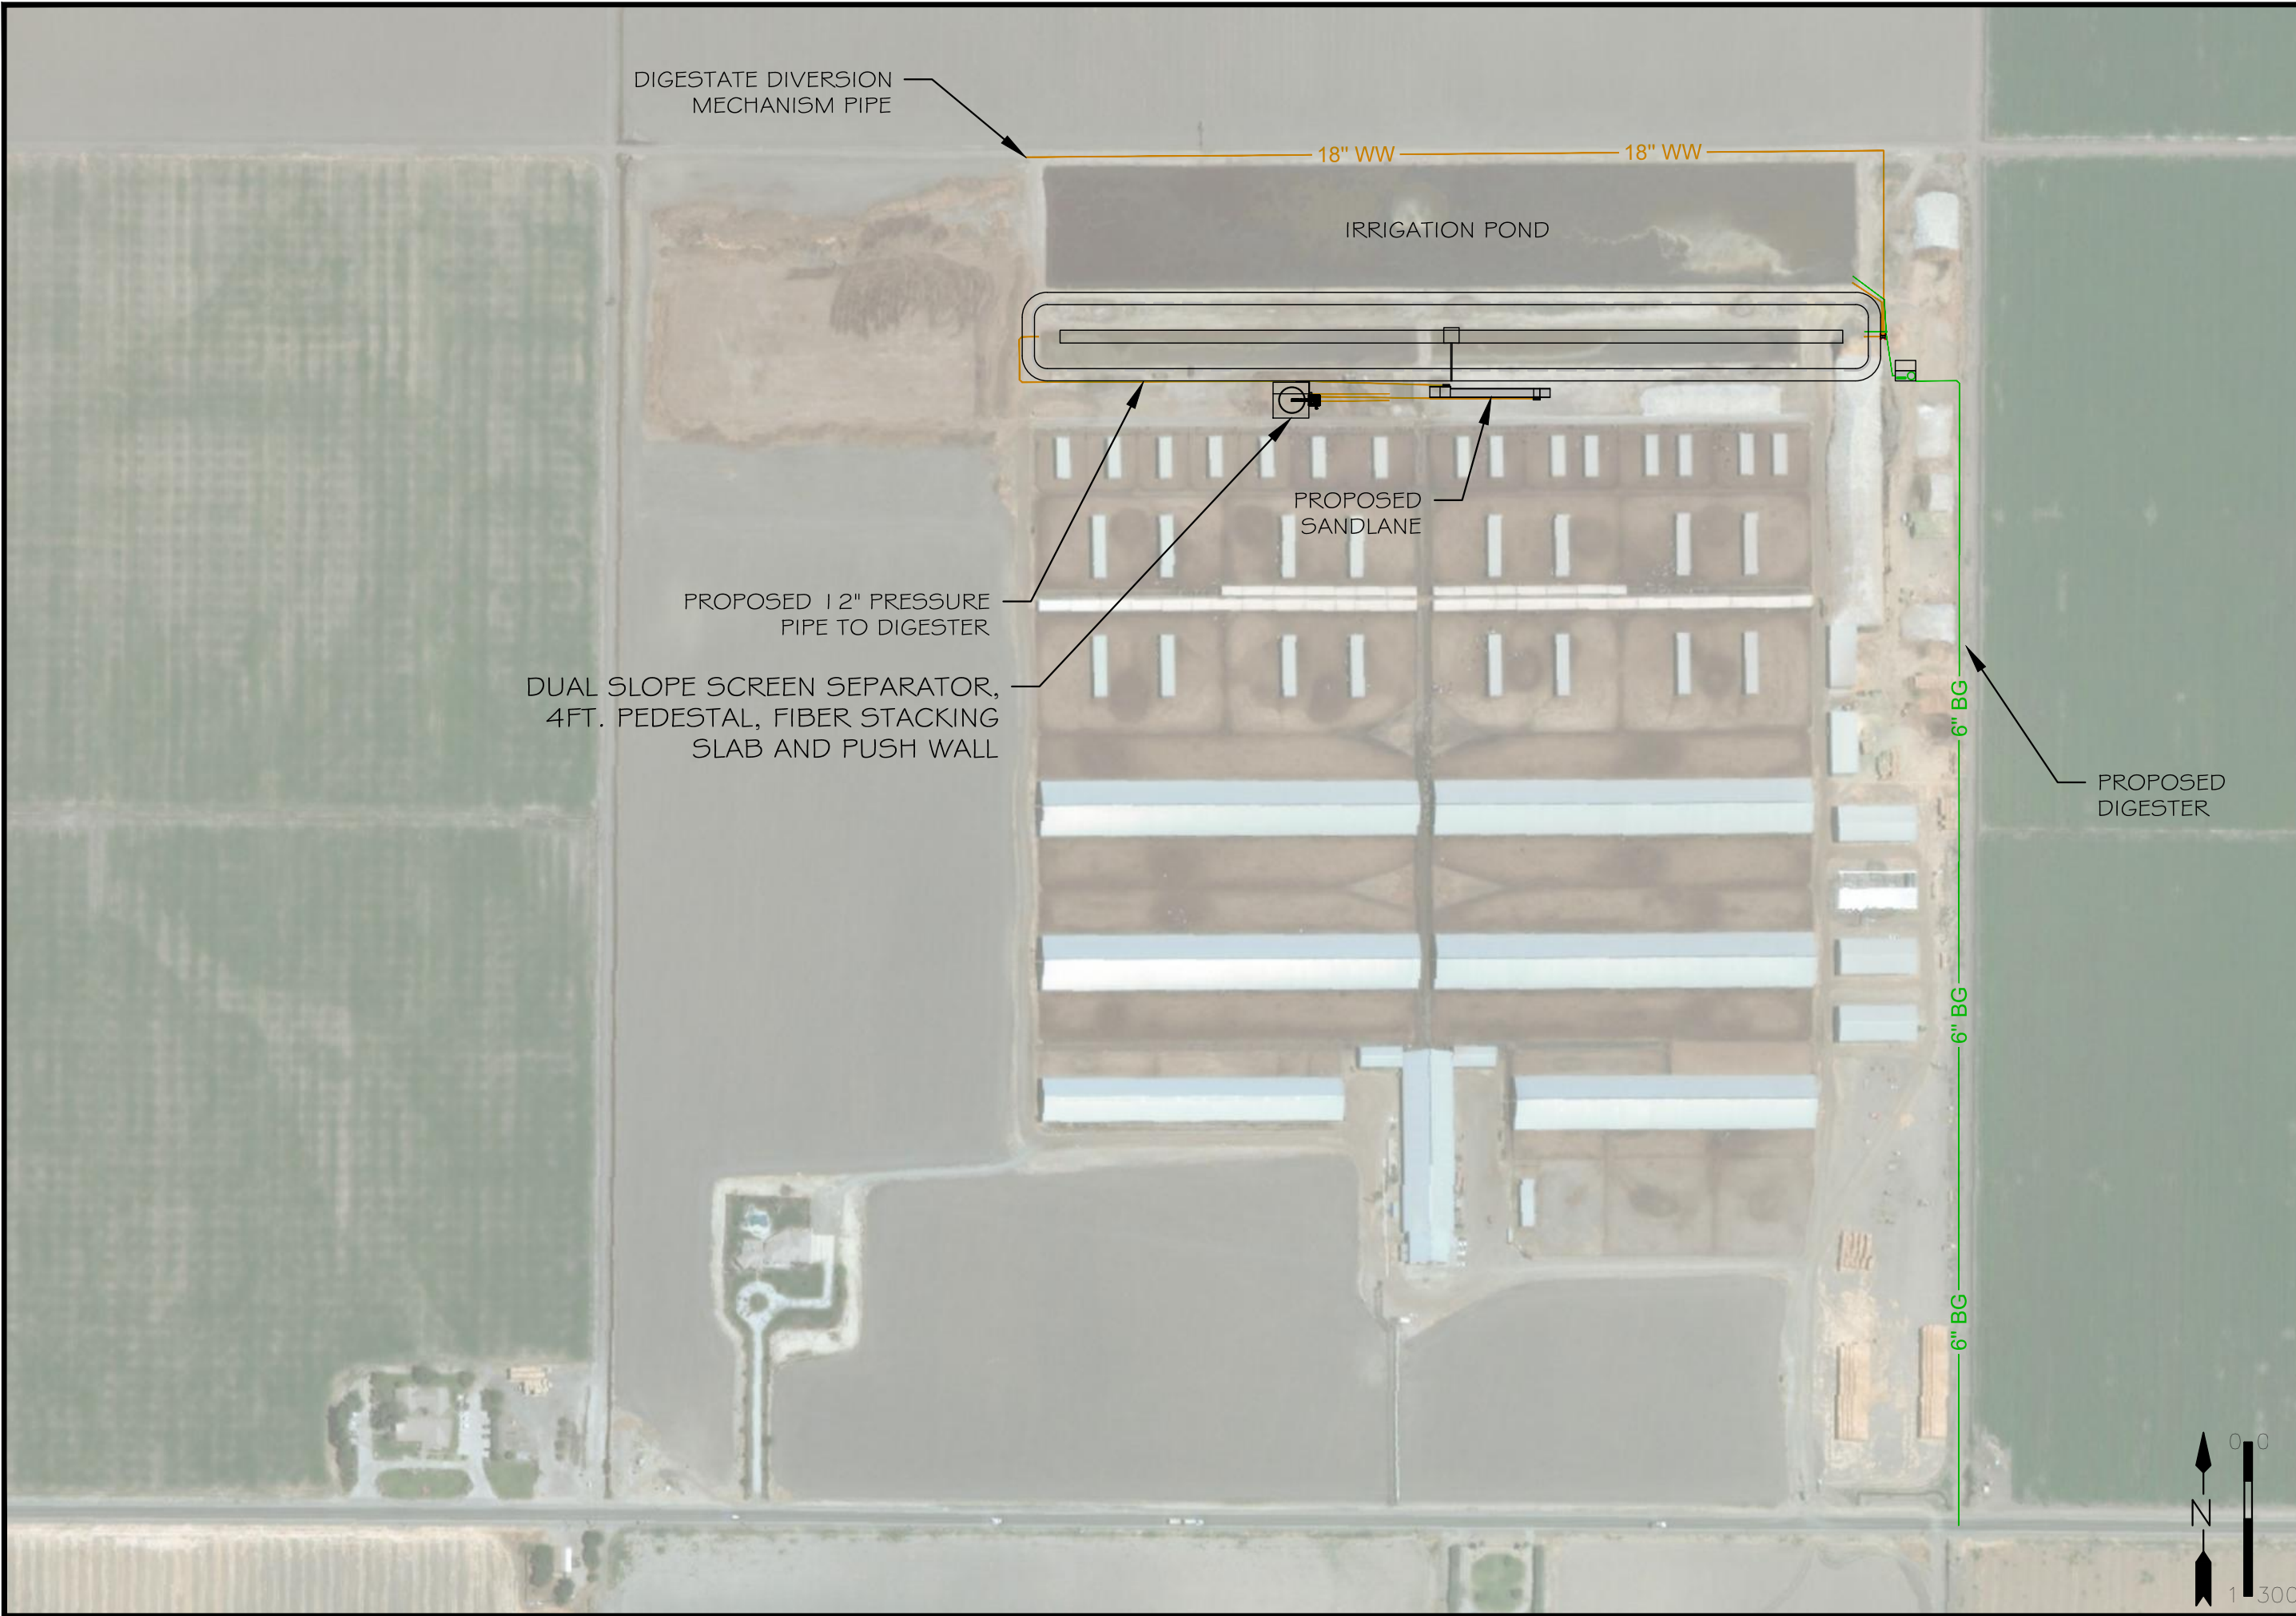 DIGESTATE DIVERSION
MECHANISM PIPE
18" WW
18" WW
IRRIGATION POND
PROPOSED
SANDLANE
PROPOSED 12" PRESSURE
PIPE TO DIGESTER
DUAL SLOPE SCREEN SEPARATOR,
4FT. PEDESTAL, FIBER STACKING
SLAB AND PUSH WALL
6" BG
PROPOSED
DIGESTER
6" BG
6" BG
0 0
N
1 300